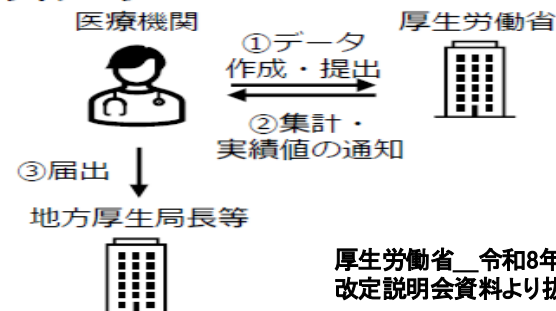 医療機関
厚生労働省
①データ
作成・提出
②集計・
実績値の通知
③届出
地方厚生局長等
厚生労働省__令和8年
改定説明会資料より